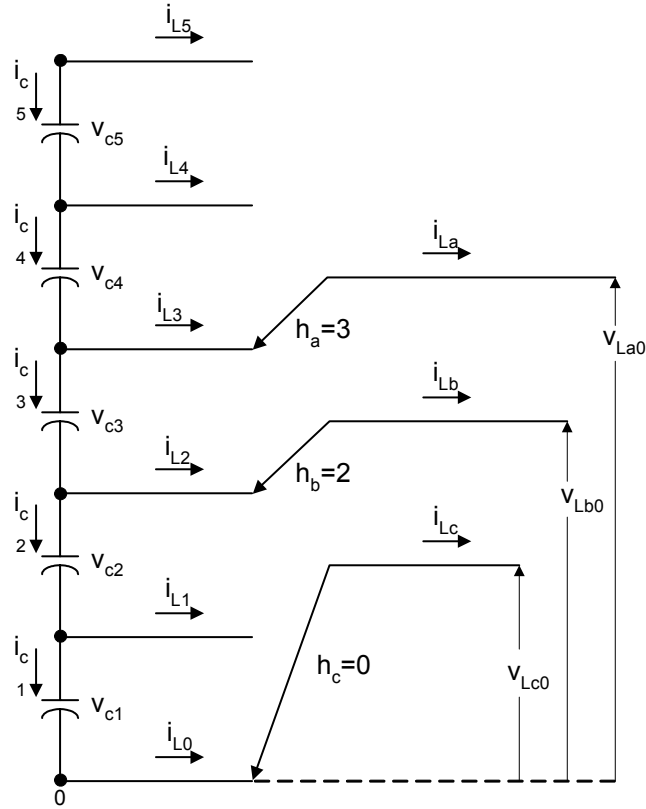 i_L5
i_c 5
v_c5
i_L4
i_c 4
v_c4
i_La
i_L3
h_a=3
v_La0
i_c 3
v_c3
i_Lb
i_L2
h_b=2
v_Lb0
i_c 2
v_c2
i_Lc
i_L1
h_c=0
v_Lc0
i_c 1
v_c1
i_L0
0